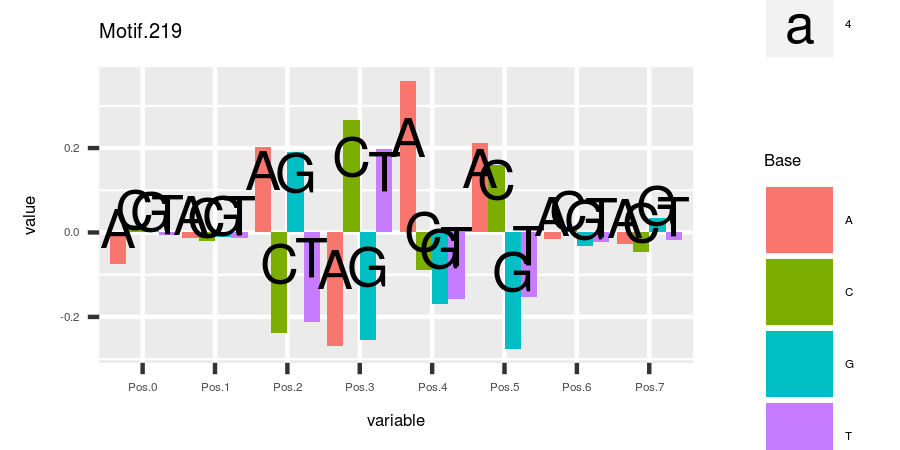 Motif.219
a 4
value
0.2
0.0
-0.2
A C G T A C G T A G C T C T A G A C G T A C G T A C G T A C G T
Pos.0 Pos.1 Pos.2 Pos.3 Pos.4 Pos.5 Pos.6 Pos.7
variable
Base
A
C
G
T